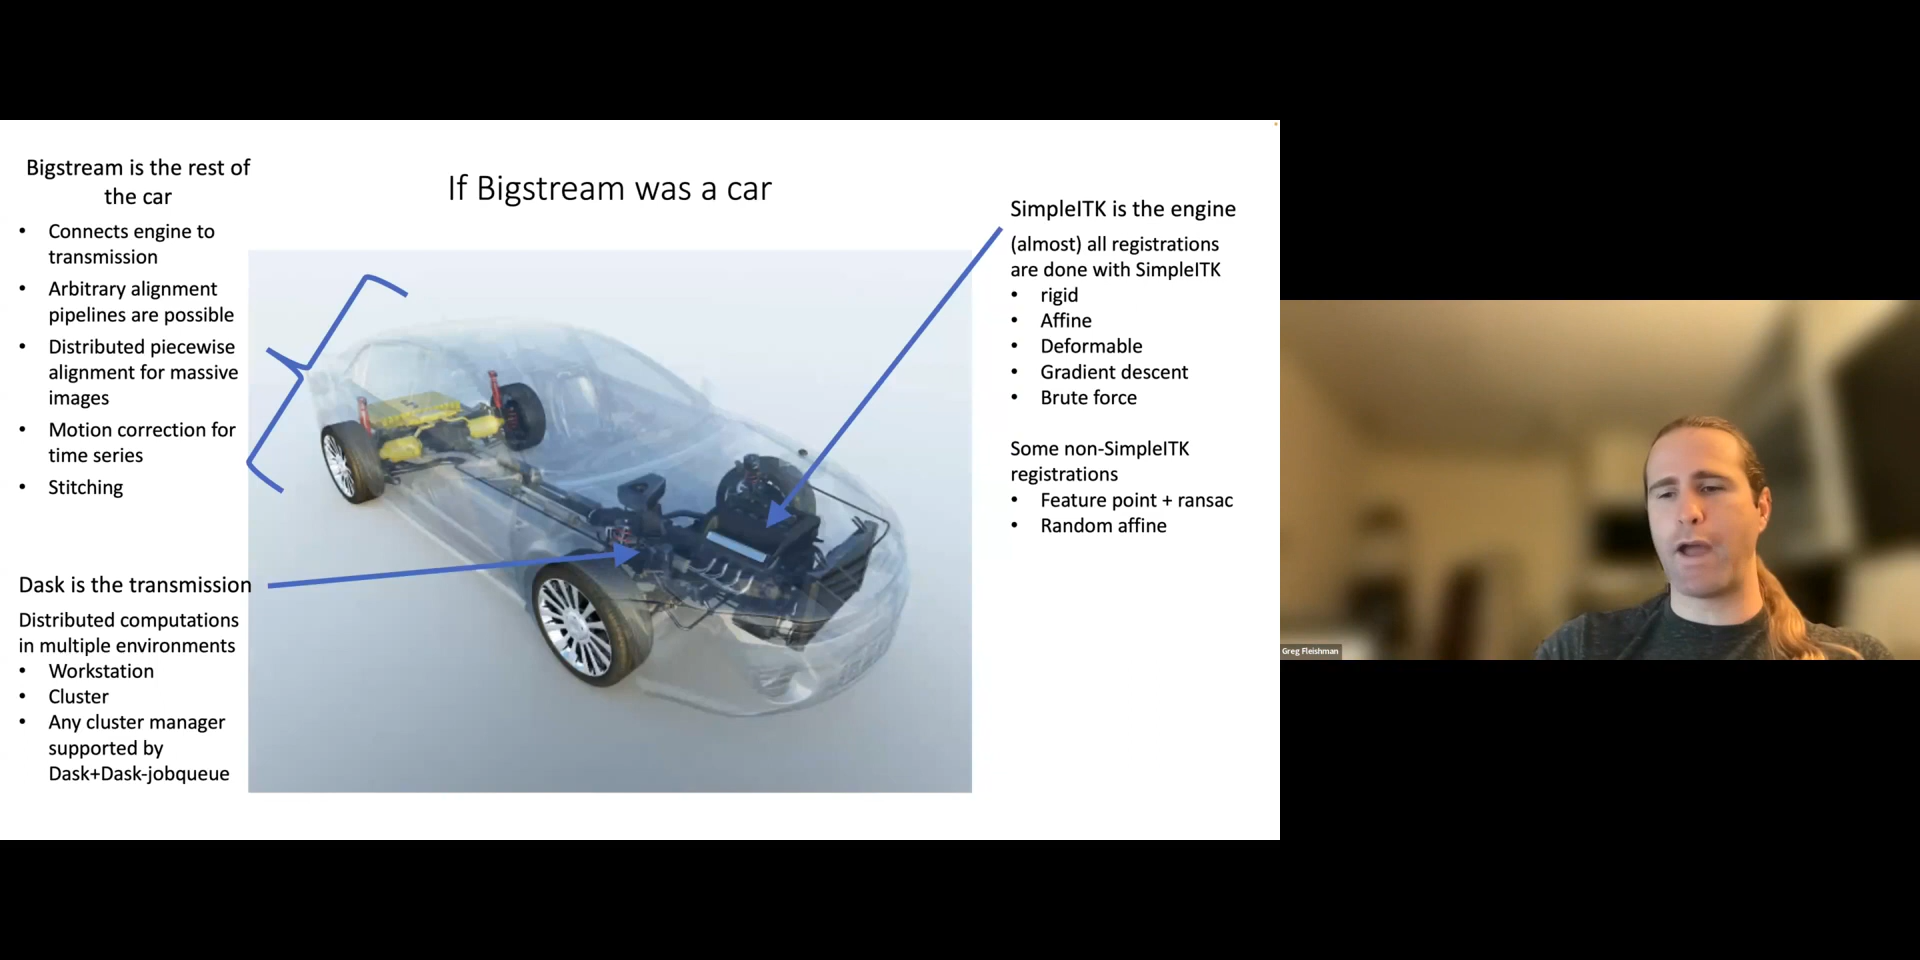 If Bigstream was a car
Bigstream is the rest of
the car
• Connects engine to
transmission
• Arbitrary alignment
pipelines are possible
• Distributed piecewise
alignment for massive
images
• Motion correction for
time series
• Stitching
Dask is the transmission
Distributed computations
in multiple environments
• Workstation
• Cluster
• Any cluster manager
supported by
Dask+Dask-jobqueue
SimpleITK is the engine
(almost) all registrations
are done with SimpleITK
• rigid
• Affine
• Deformable
• Gradient descent
• Brute force
Some non-SimpleITK
registrations
• Feature point + ransac
• Random affine
Greg Fleishman